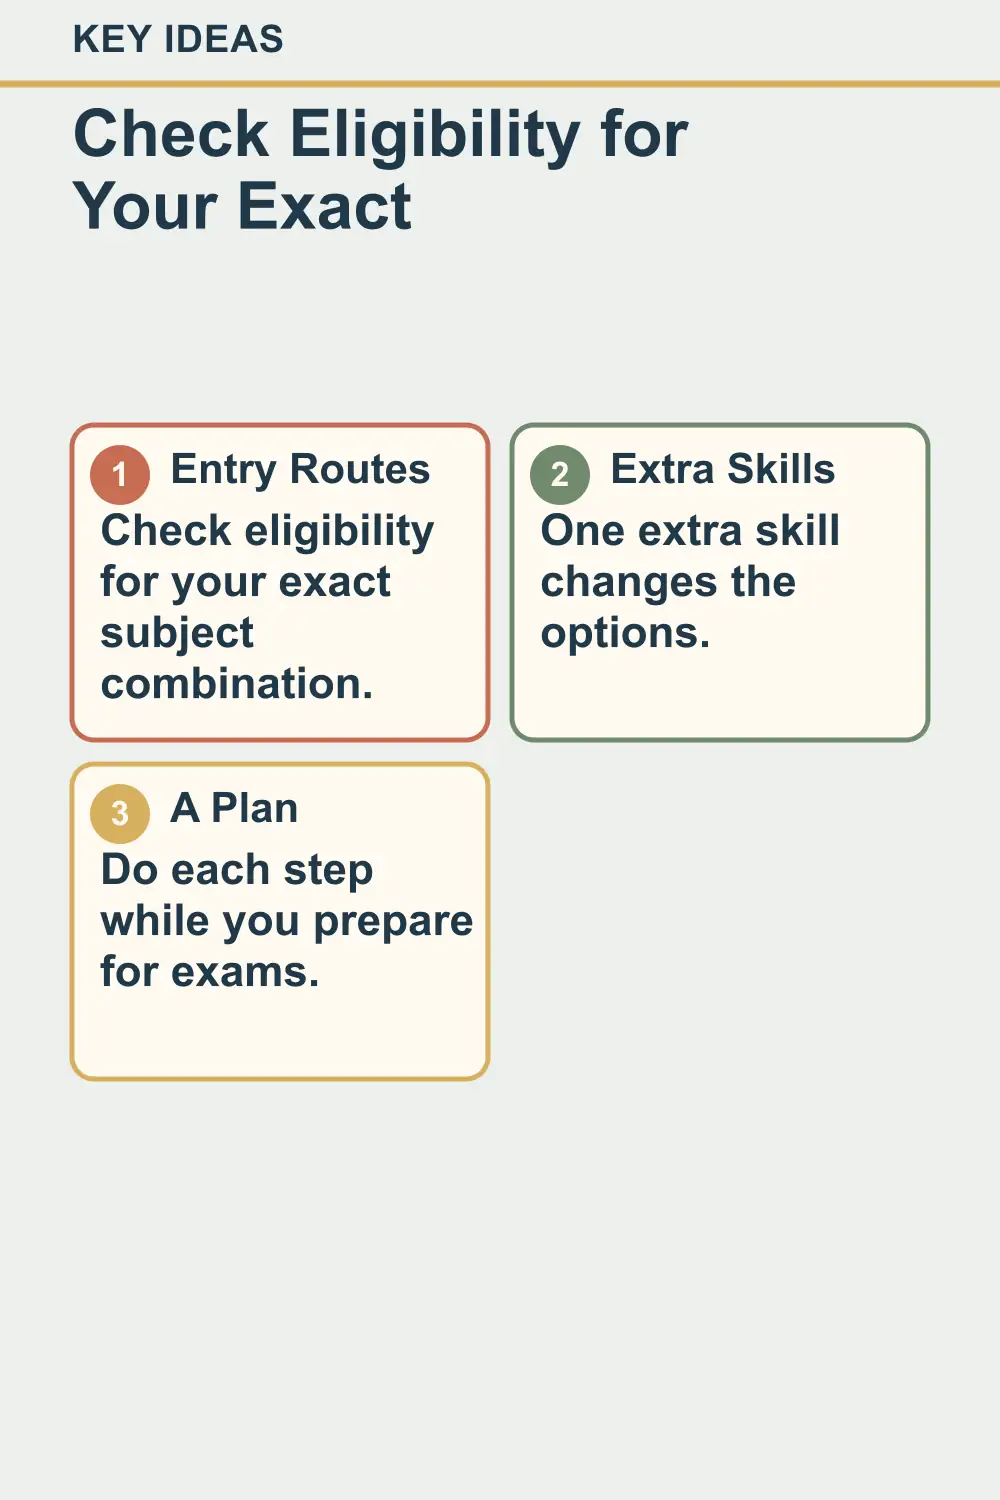 KEY IDEAS
Check Eligibility for
Your Exact
1 Entry Routes
Check eligibility
for your exact
subject
combination.
2 Extra Skills
One extra skill
changes the
options.
3 A Plan
Do each step
while you prepare
for exams.